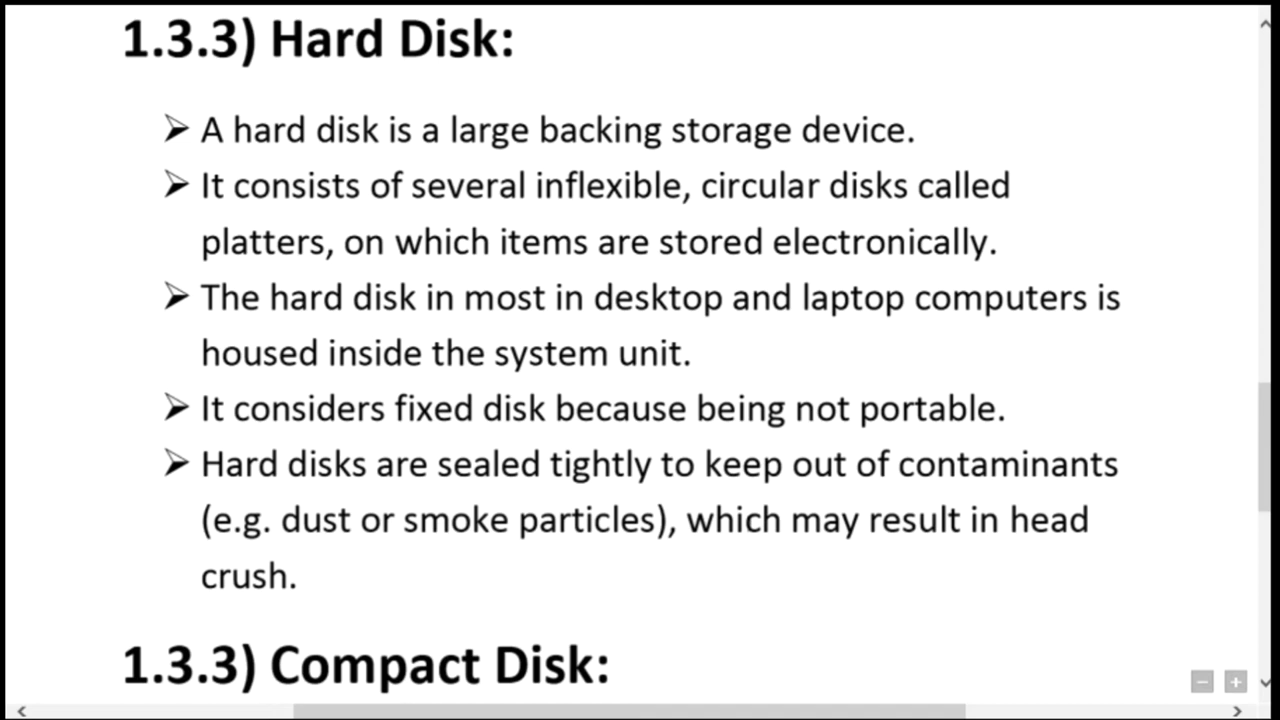 1.3.3) Hard Disk:
➢ A hard disk is a large backing storage device.
➢ It consists of several inflexible, circular disks called
platters, on which items are stored electronically.
➢ The hard disk in most in desktop and laptop computers is
housed inside the system unit.
➢ It considers fixed disk because being not portable.
➢ Hard disks are sealed tightly to keep out of contaminants
(e.g. dust or smoke particles), which may result in head
crush.
1.3.3) Compact Disk: